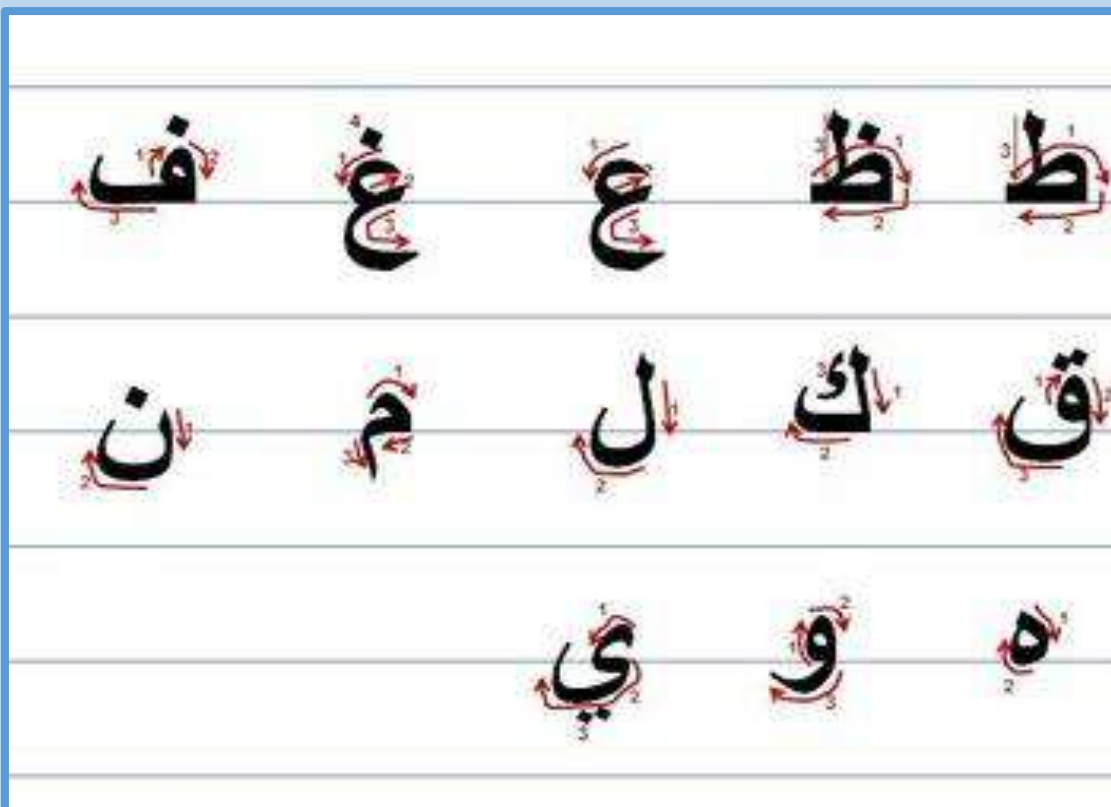 ط ظ ع غ ف
ق ك ل م ن
ه و ي